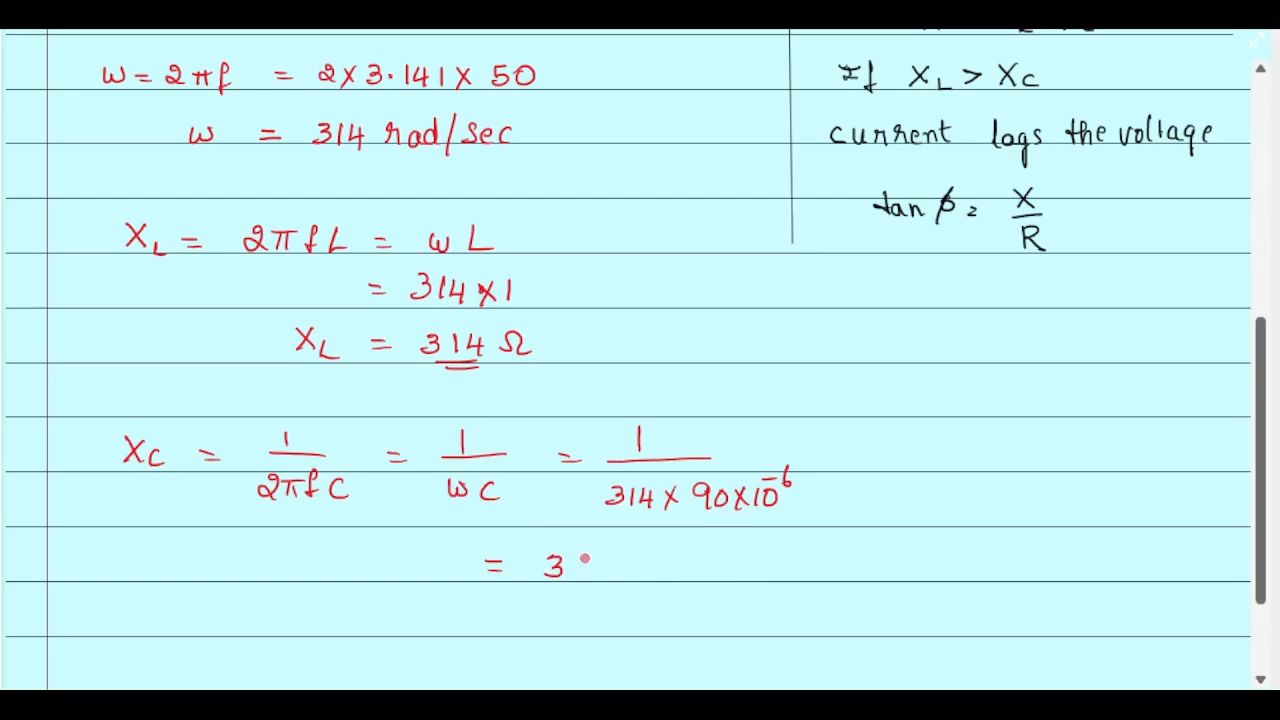 ω = 2πf = 2 × 3.141 × 50
ω = 314 rad/sec
X_L = 2πfL = ωL
= 314 × 1
X_L = 314 Ω
X_C = 1/2πfC = 1/ωC = 1/314 × 90 × 10^-6
= 3
If X_L > X_C
current lags the voltage
tan φ = X/R